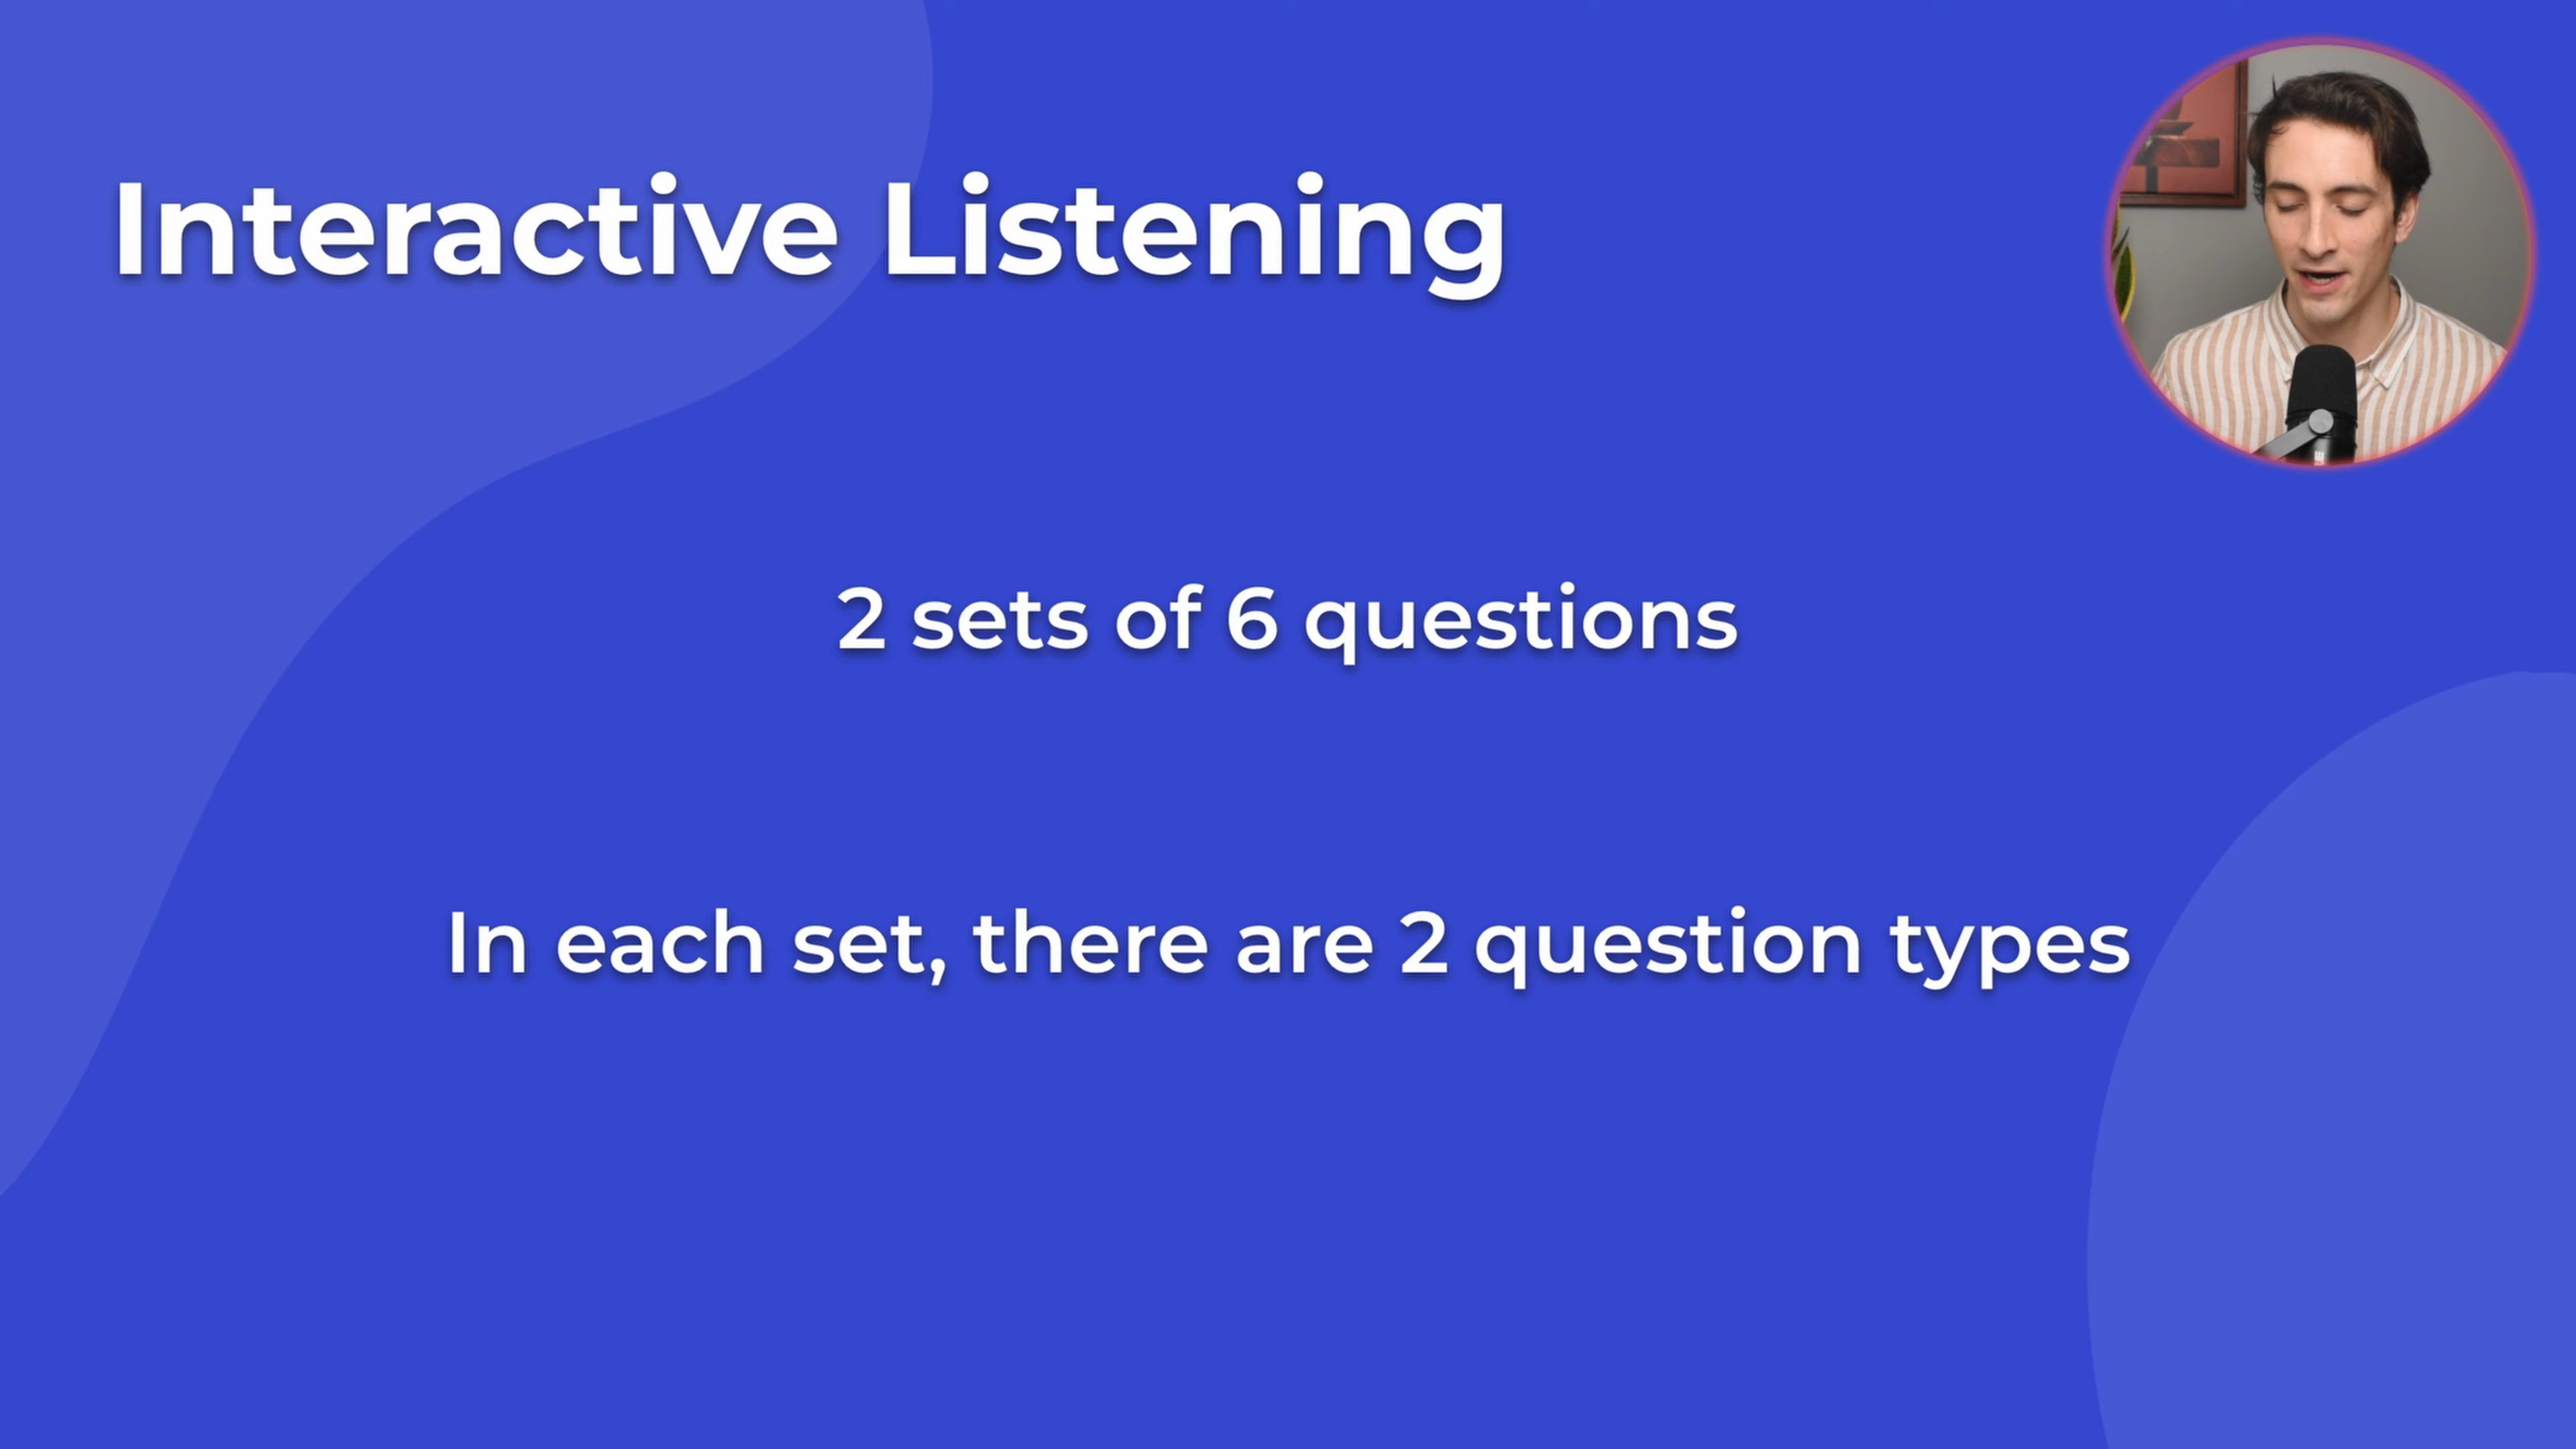 Interactive Listening
2 sets of 6 questions
In each set, there are 2 question types